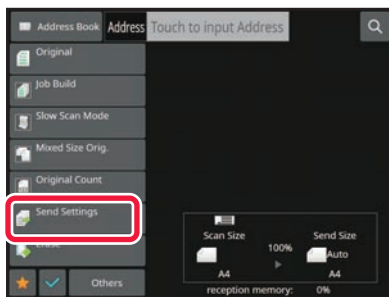 Address Book Address Touch to input Address
Original
Job Build
Slow Scan Mode
Mixed Size Orig.
Original Count
Send Settings
Erase
Others
Scan Size Send Size
100%
Auto
A4 A4
reception memory: 0%